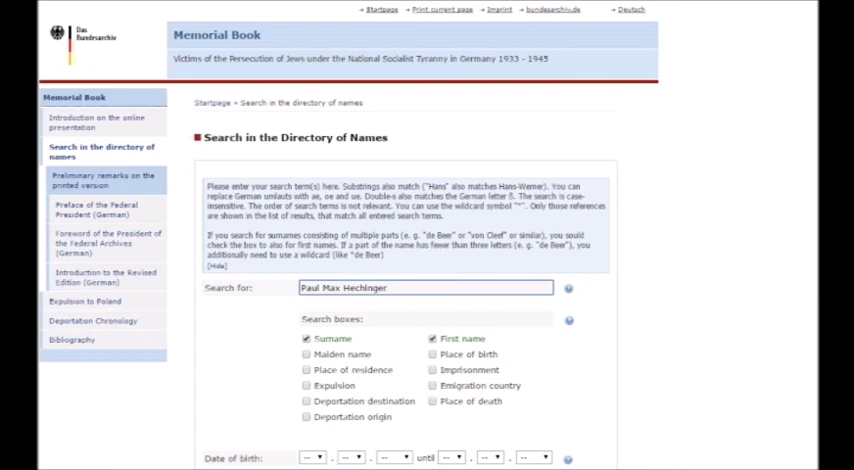 Startpage
Print current page
Imprint
bundesarchiv.de
Deutsch
Das
Bundesarchiv
Memorial Book
Victims of the Persecution of Jews under the National Socialist Tyranny in Germany 1933 - 1945
Memorial Book
Introduction on the online
presentation
Search in the directory of
names
Preliminary remarks on the
printed version
Preface of the Federal
President (German)
Foreword of the President of
the Federal Archives
(German)
Introduction to the Revised
Edition (German)
Expulsion to Poland
Deportation Chronology
Bibliography
Startpage » Search in the directory of names
Search in the Directory of Names
Please enter your search term(s) here. Substrings also match ("Hans" also matches Hans-Werner). You can
replace German umlauts with ae, oe and ue. Double-s also matches the German letter ß. The search is case-
insensitive. The order of search terms is not relevant. You can use the wildcard symbol "*". Only those references
are shown in the list of results, that match all entered search terms.
If you search for surnames consisting of multiple parts (e. g. "de Beer" or "von Cleef" or similar), you sould
check the box to also for first names. If a part of the name has fewer than three letters (e. g. "de Beer"), you
additionally need to use a wildcard (like "*de Beer)
[Hide]
Search for:
Paul Max Hechinger
Search boxes:
Surname
First name
Maiden name
Place of birth
Place of residence
Imprisonment
Expulsion
Emigration country
Deportation destination
Place of death
Deportation origin
Date of birth: -- . -- . -- until -- . -- . --